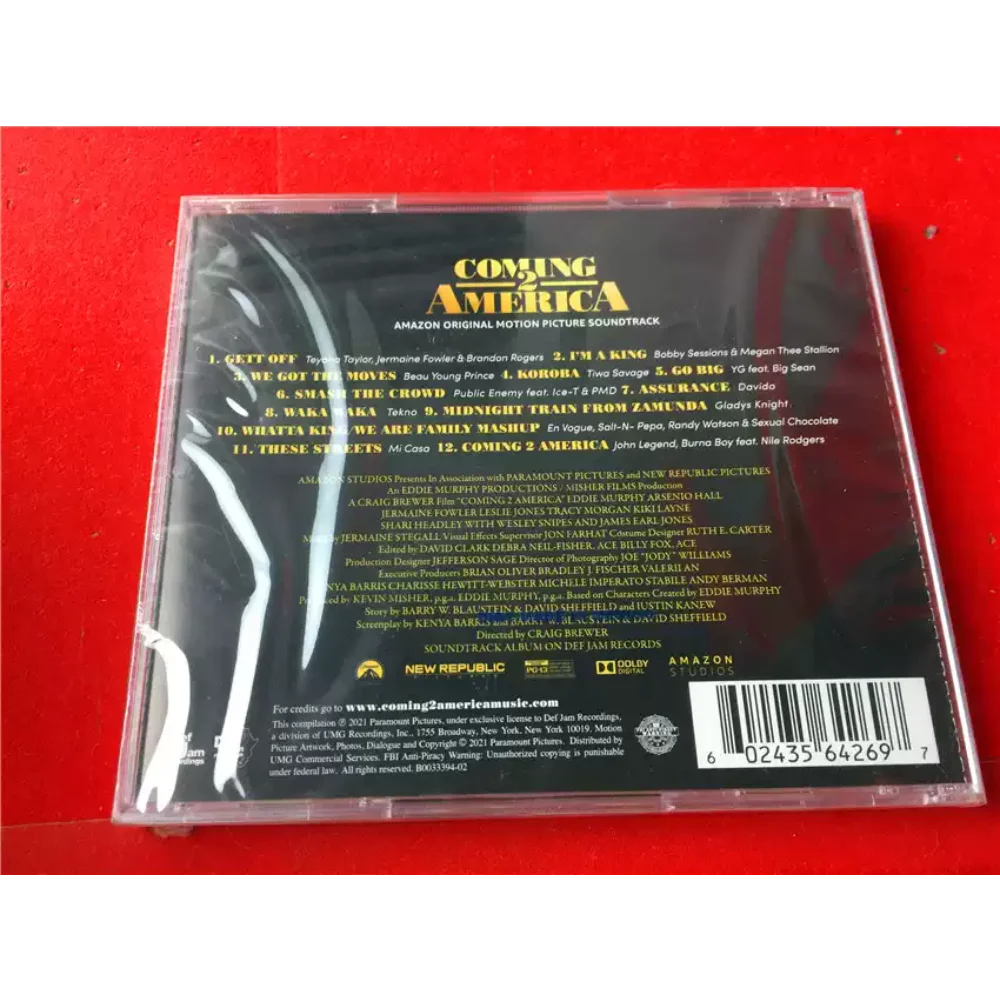 COMING
2
AMERICA
AMAZON ORIGINAL MOTION PICTURE SOUNDTRACK
1. GETT OFF Teyana Taylor, Jermaine Fowler & Brandon Rogers 2. I'M A KING Bobby Sessions & Megan Thee Stallion
3. WE GOT THE MOVES Beau Young Prince 4. KOROBA Tiwa Savage 5. GO BIG YG feat. Big Sean
6. SMASH THE CROWD Public Enemy feat. Ice-T & PMD 7. ASSURANCE Davido
8. WAKA WAKA Tekno 9. MIDNIGHT TRAIN FROM ZAMUNDA Gladys Knight
10. WHATTA KING/WE ARE FAMILY MASHUP En Vogue, Salt-N- Pepa, Randy Watson & Sexual Chocolate
11. THESE STREETS Mi Casa 12. COMING 2 AMERICA John Legend, Burna Boy feat. Nile Rodgers
AMAZON STUDIOS Presents In Association with PARAMOUNT PICTURES and NEW REPUBLIC PICTURES
An EDDIE MURPHY PRODUCTIONS / MISHER FILMS Production
A CRAIG BREWER Film "COMING 2 AMERICA" EDDIE MURPHY ARSENIO HALL
JERMAINE FOWLER LESLIE JONES TRACY MORGAN KIKI LAYNE
SHARI HEADLEY WITH WESLEY SNIPES AND JAMES EARL JONES
by JERMAINE STEGALL Visual Effects Supervisor JON FARHAT Costume Designer RUTH E. CARTER
Edited by DAVID CLARK DEBRA NEIL-FISHER, ACE BILLY FOX, ACE
Production Designer JEFFERSON SAGE Director of Photography JOE "JODY" WILLIAMS
Executive Producers BRIAN OLIVER BRADLEY J. FISCHER VALERII AN
KENYA BARRIS CHARISSE HEWITT-WEBSTER MICHELE IMPERATO STABILE ANDY BERMAN
Produced by KEVIN MISHER, p.g.a. EDDIE MURPHY, p.g.a. Based on Characters Created by EDDIE MURPHY
Story by BARRY W. BLAUSTEIN & DAVID SHEFFIELD and JUSTIN KANEW
Screenplay by KENYA BARRIS and BARRY W. BLAUSTEIN & DAVID SHEFFIELD
Directed by CRAIG BREWER
SOUNDTRACK ALBUM ON DEF JAM RECORDS
NEW REPUBLIC PG-13 DOLBY DIGITAL AMAZON STUDIOS
For credits go to www.coming2americamusic.com
This compilation ℗ 2021 Paramount Pictures, under exclusive license to Def Jam Recordings,
a division of UMG Recordings, Inc., 1755 Broadway, New York, New York 10019. Motion
Picture Artwork, Photos, Dialogue and Copyright © 2021 Paramount Pictures. Distributed by
UMG Commercial Services. FBI Anti-Piracy Warning: Unauthorized copying is punishable
under federal law. All rights reserved. B0033394-02
6 02435 64269 7